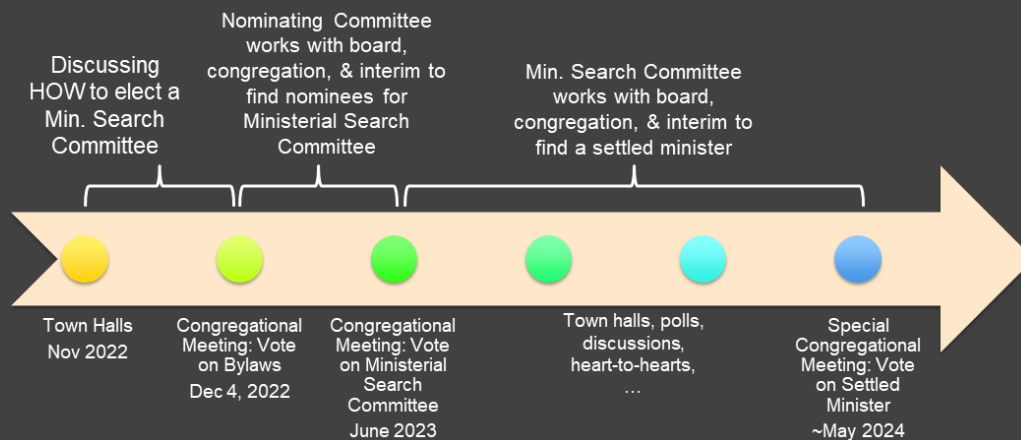 Discussing
HOW to elect a
Min. Search
Committee
Nominating Committee
works with board,
congregation, & interim to
find nominees for
Ministerial Search
Committee
Min. Search Committee
works with board,
congregation, & interim to
find a settled minister
Town Halls
Nov 2022
Congregational
Meeting: Vote
on Bylaws
Dec 4, 2022
Congregational
Meeting: Vote
on Ministerial
Search
Committee
June 2023
Town halls, polls,
discussions,
heart-to-hearts,
…
Special
Congregational
Meeting: Vote
on Settled
Minister
~May 2024